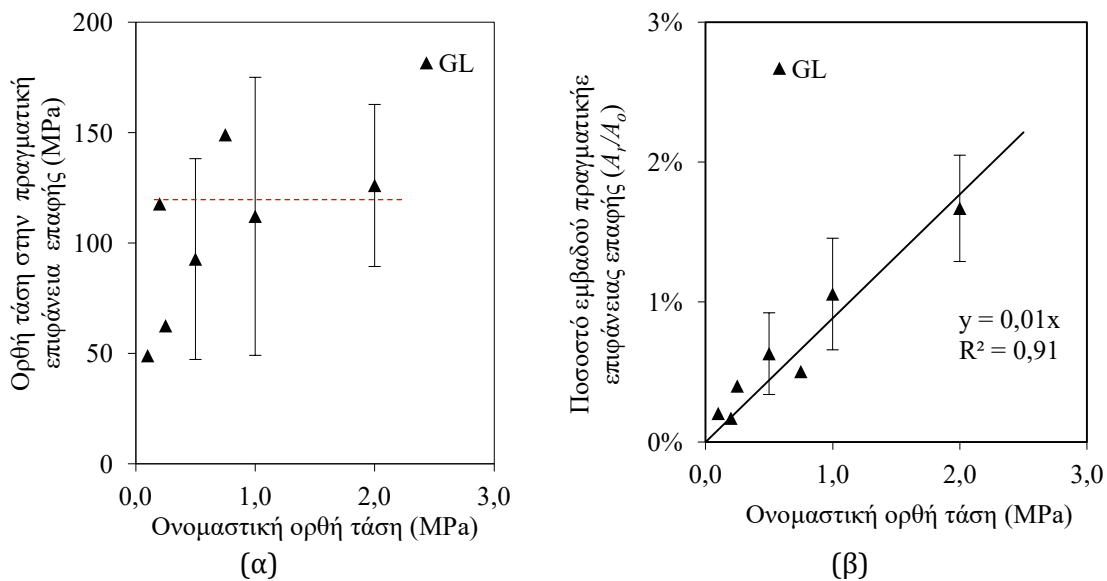 Ορθή τάση στην πραγματική
επιφάνεια επαφής (MPa)
200
150
100
50
0
GL
0,0
1,0
2,0
3,0
Ονομαστική ορθή τάση (MPa)
(α)
Ποσοστό εμβαδού πραγματικήε
επιφάνειας επαφής (Ar/Ao)
3%
2%
1%
0%
GL
y = 0,01x
R² = 0,91
0,0
1,0
2,0
3,0
Ονομαστική ορθή τάση (MPa)
(β)